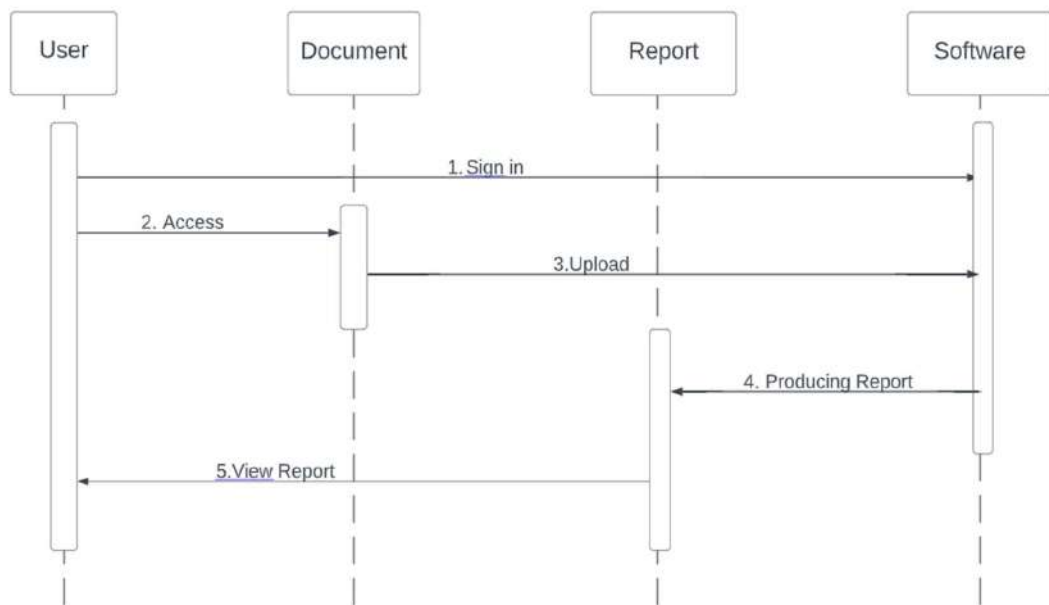 User
Document
Report
Software
1. Sign in
2. Access
3.Upload
4. Producing Report
5.View Report